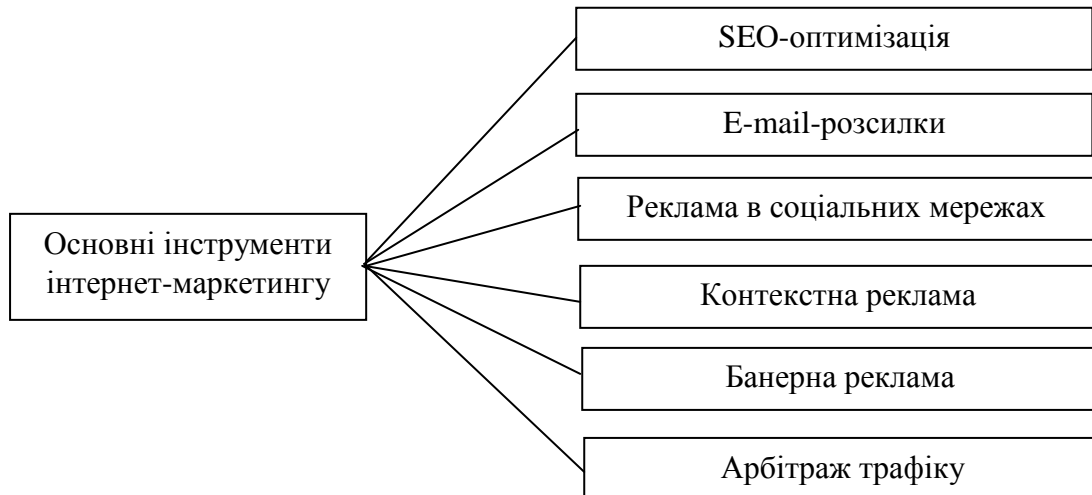 SEO-оптимізація
E-mail-розсилки
Реклама в соціальних мережах
Основні інструменти
інтернет-маркетингу
Контекстна реклама
Банерна реклама
Арбітраж трафіку